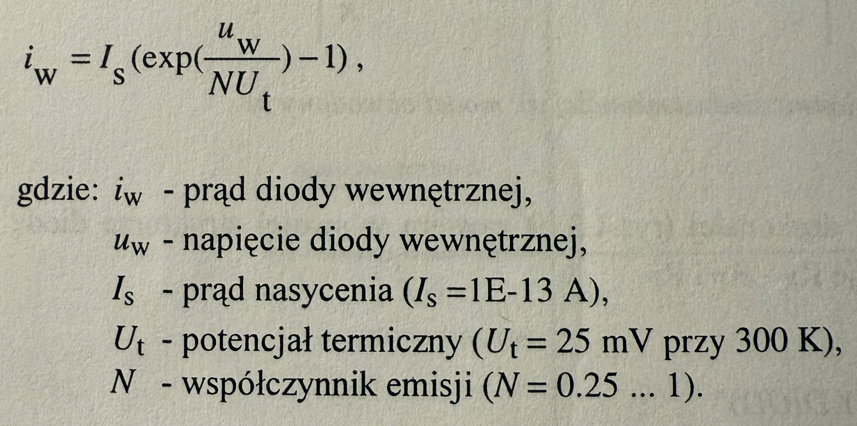 i_w = I_s (exp(u_w / NU_t) – 1) ,
gdzie: i_w - prąd diody wewnętrznej,
u_w - napięcie diody wewnętrznej,
I_s - prąd nasycenia (I_s =1E-13 A),
U_t - potencjał termiczny (U_t = 25 mV przy 300 K),
N - współczynnik emisji (N = 0.25 ... 1).